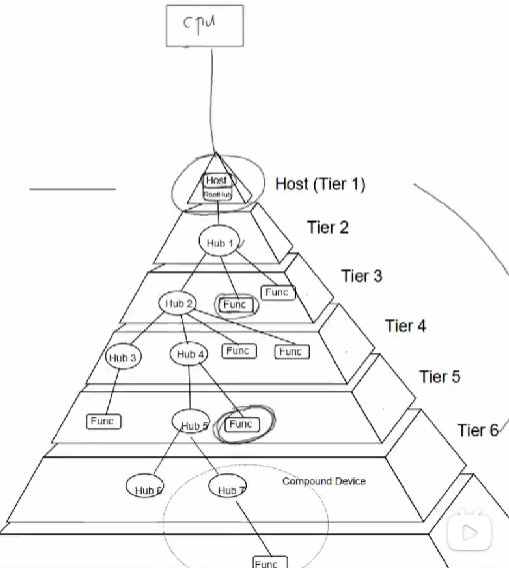 cpu
Host
RootHub
Host (Tier 1)
Tier 2
Hub 1
Tier 3
Func
Hub 2
Func
Tier 4
Hub 3
Hub 4
Func
Func
Tier 5
Func
Hub 5
Func
Tier 6
Hub 6
Hub 7
Compound Device
Func